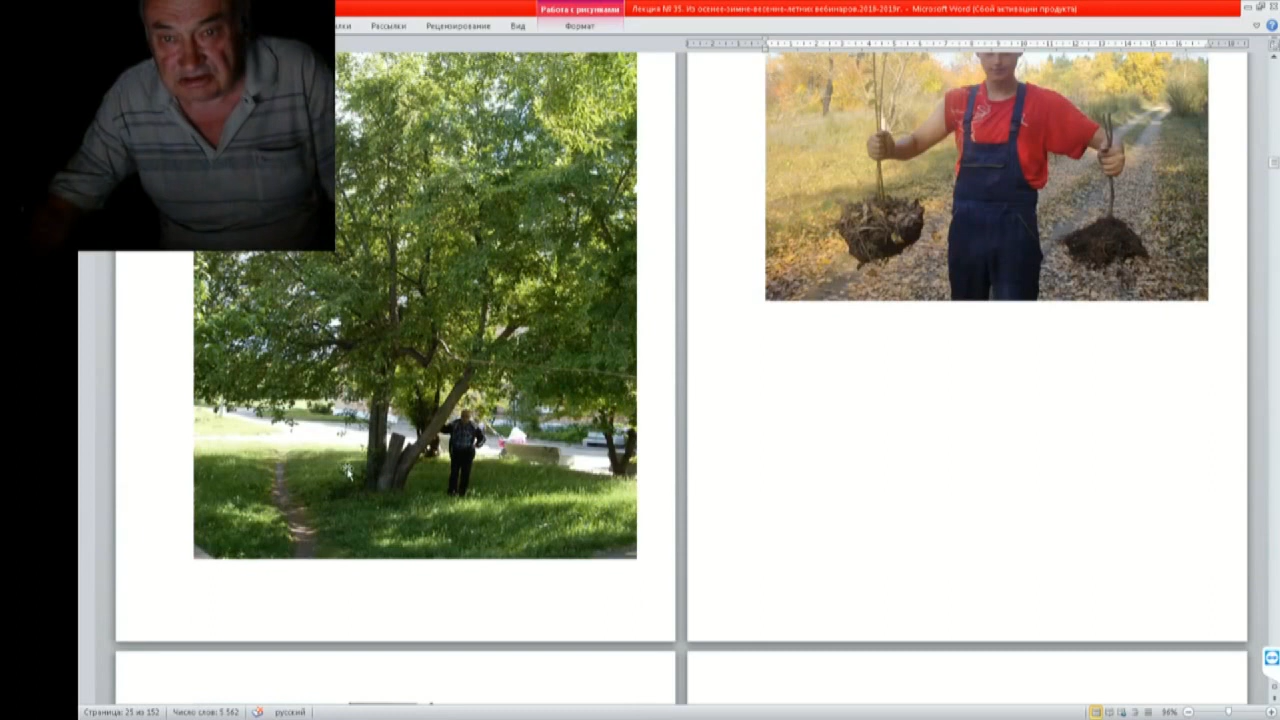 Работа с рисунками
Лекция № 35. Из осенне-зимне-весенне-летних вебинаров.2018-2019г. - Microsoft Word (Сбой активации продукта)
Рассылки
Рецензирование
Вид
Формат
Страница: 25 из 152
Число слов: 5 562
русский
96%